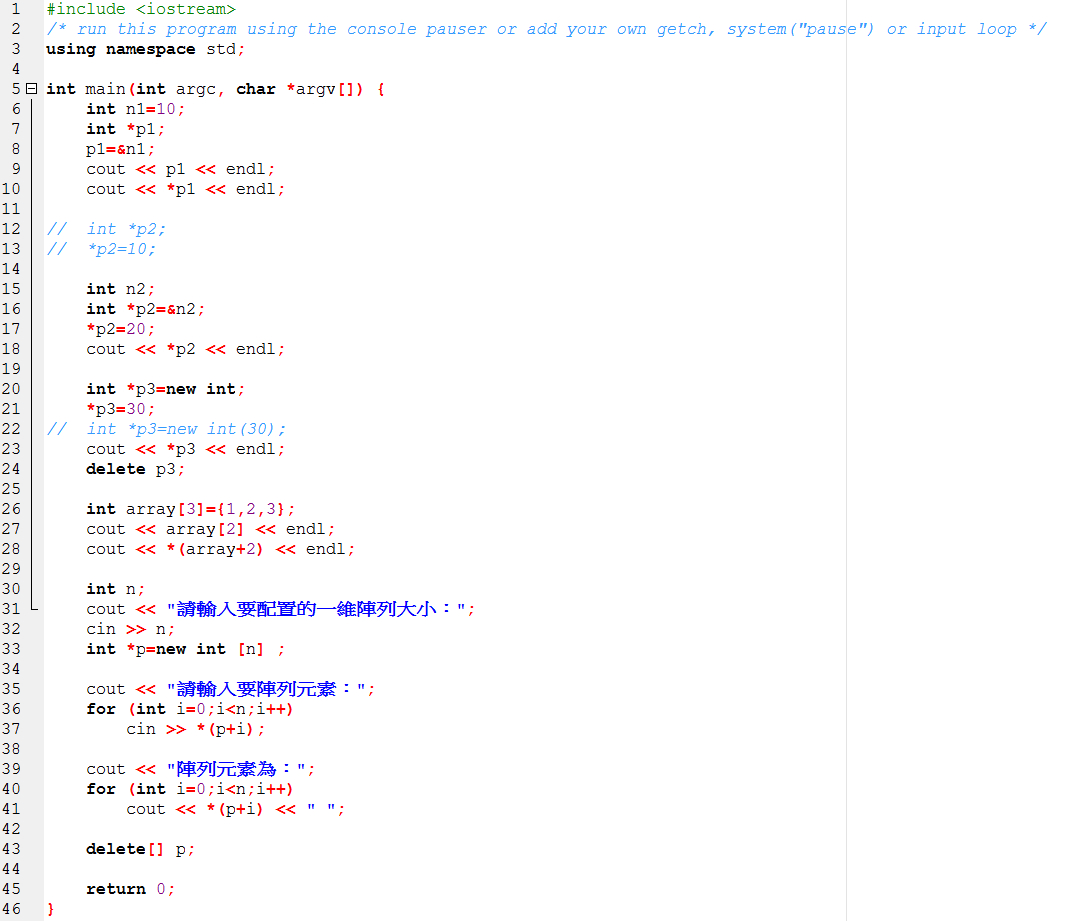 1 #include <iostream>
2 /* run this program using the console pauser or add your own getch, system("pause") or input loop */
3 using namespace std;
4
5 int main(int argc, char *argv[]) {
6 int n1=10;
7 int *p1;
8 p1=&n1;
9 cout << p1 << endl;
10 cout << *p1 << endl;
11
12 // int *p2;
13 // *p2=10;
14
15 int n2;
16 int *p2=&n2;
17 *p2=20;
18 cout << *p2 << endl;
19
20 int *p3=new int;
21 *p3=30;
22 // int *p3=new int(30);
23 cout << *p3 << endl;
24 delete p3;
25
26 int array[3]={1,2,3};
27 cout << array[2] << endl;
28 cout << *(array+2) << endl;
29
30 int n;
31 cout << "請輸入要配置的一維陣列大小：";
32 cin >> n;
33 int *p=new int [n] ;
34
35 cout << "請輸入要陣列元素：";
36 for (int i=0;i<n;i++)
37 cin >> *(p+i);
38
39 cout << "陣列元素為：";
40 for (int i=0;i<n;i++)
41 cout << *(p+i) << " ";
42
43 delete[] p;
44
45 return 0;
46 }